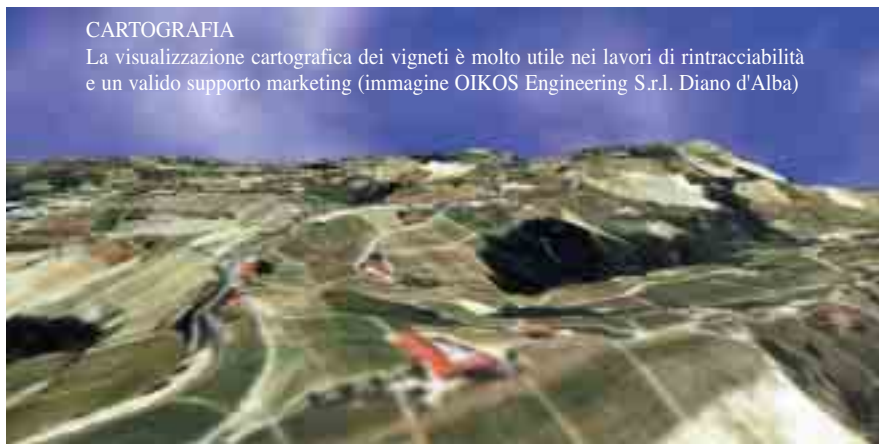 CARTOGRAFIA
La visualizzazione cartografica dei vigneti è molto utile nei lavori di rintracciabilità
e un valido supporto marketing (immagine OIKOS Engineering S.r.l. Diano d'Alba)